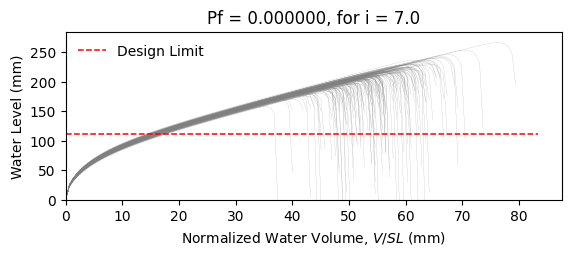 Pf = 0.000000, for i = 7.0
Water Level (mm)
250
200
150
100
50
0
Design Limit
0 10 20 30 40 50 60 70 80
Normalized Water Volume, V/SL (mm)